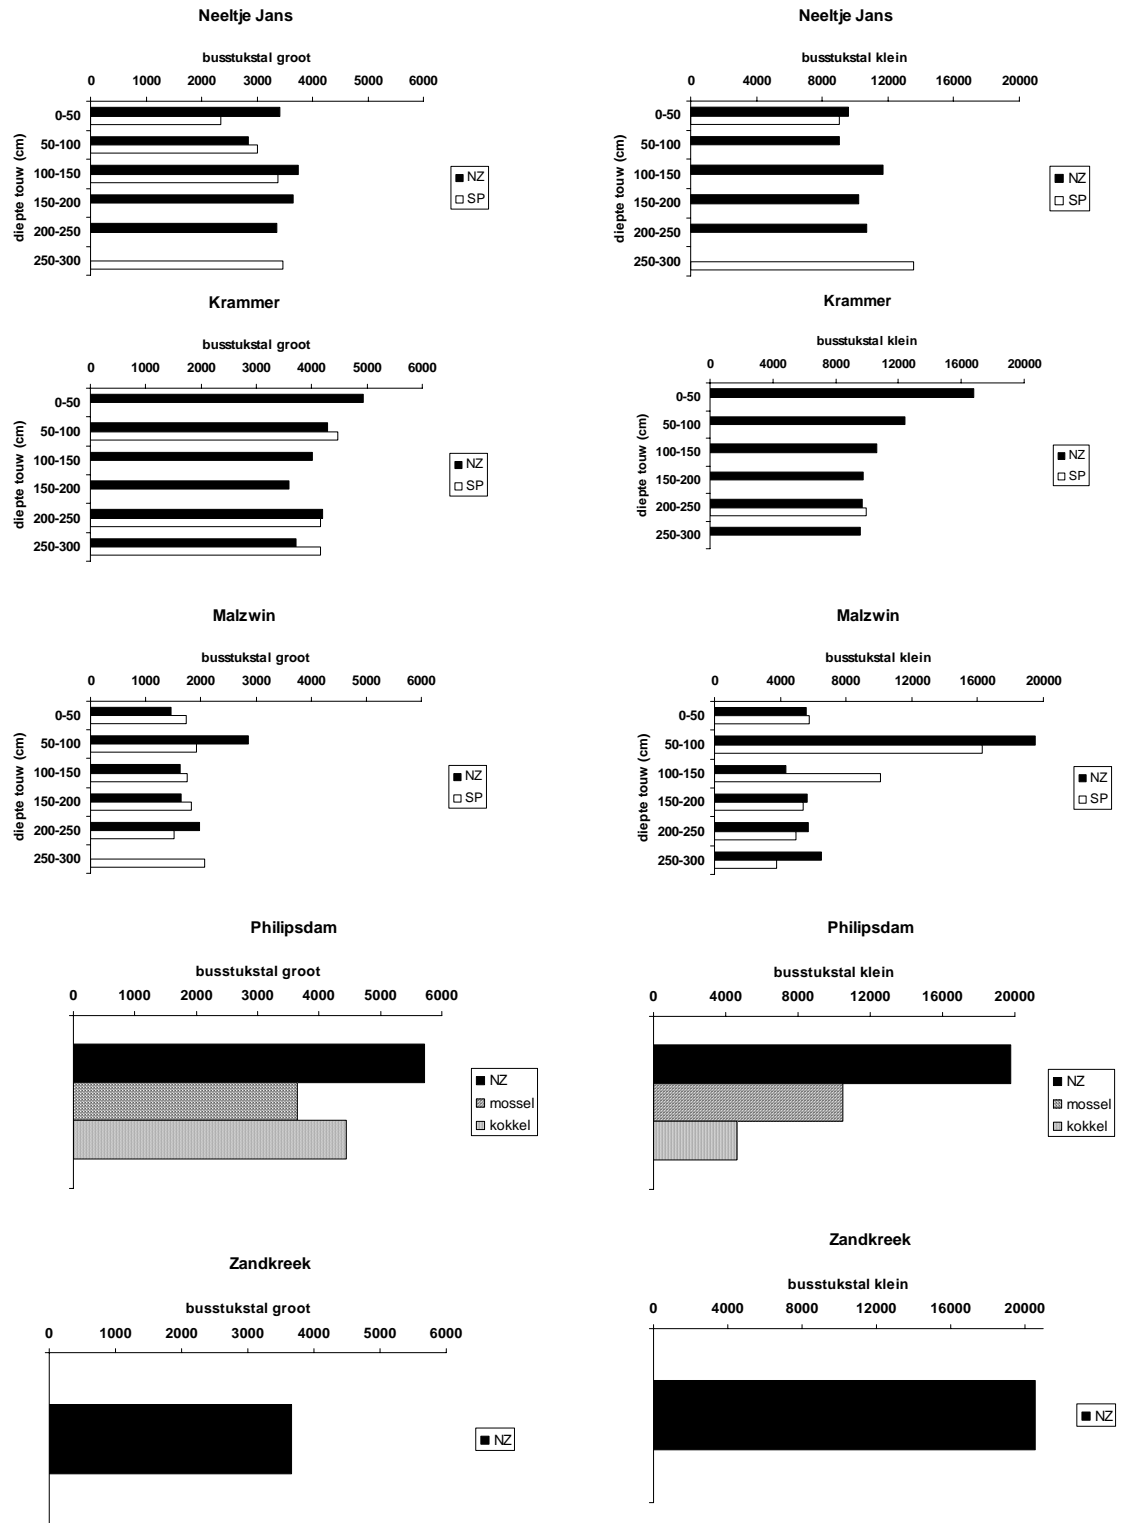 Neeltje Jans
busstukstal groot
0 1000 2000 3000 4000 5000 6000
diepte touw (cm)
0-50
50-100
100-150
150-200
200-250
250-300
NZ
SP
Neeltje Jans
busstukstal klein
0 4000 8000 12000 16000 20000
diepte touw (cm)
0-50
50-100
100-150
150-200
200-250
250-300
NZ
SP
Krammer
busstukstal groot
0 1000 2000 3000 4000 5000 6000
diepte touw (cm)
0-50
50-100
100-150
150-200
200-250
250-300
NZ
SP
Krammer
busstukstal klein
0 4000 8000 12000 16000 20000
diepte touw (cm)
0-50
50-100
100-150
150-200
200-250
250-300
NZ
SP
Malzwin
busstukstal groot
0 1000 2000 3000 4000 5000 6000
diepte touw (cm)
0-50
50-100
100-150
150-200
200-250
250-300
NZ
SP
Malzwin
busstukstal klein
0 4000 8000 12000 16000 20000
diepte touw (cm)
0-50
50-100
100-150
150-200
200-250
250-300
NZ
SP
Philipsdam
busstukstal groot
0 1000 2000 3000 4000 5000 6000
NZ
mossel
kokkel
Philipsdam
busstukstal klein
0 4000 8000 12000 16000 20000
NZ
mossel
kokkel
Zandkreek
busstukstal groot
0 1000 2000 3000 4000 5000 6000
NZ
Zandkreek
busstukstal klein
0 4000 8000 12000 16000 20000
NZ